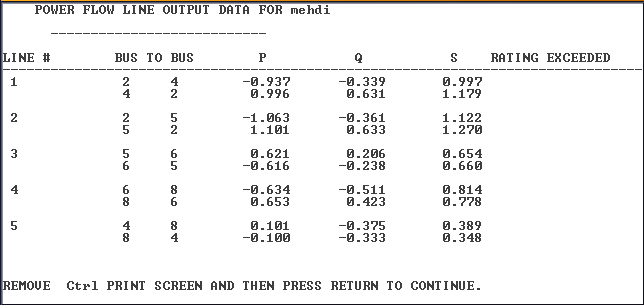 POWER FLOW LINE OUTPUT DATA FOR mehdi
---------------------------
LINE # BUS TO BUS P Q S RATING EXCEEDED
1 2 4 -0.937 -0.339 0.997
4 2 0.996 0.631 1.179
2 2 5 -1.063 -0.361 1.122
5 2 1.101 0.633 1.270
3 5 6 0.621 0.206 0.654
6 5 -0.616 -0.238 0.660
4 6 8 -0.634 -0.511 0.814
8 6 0.653 0.423 0.778
5 4 8 0.101 -0.375 0.389
8 4 -0.100 -0.333 0.348
REMOVE Ctrl PRINT SCREEN AND THEN PRESS RETURN TO CONTINUE.